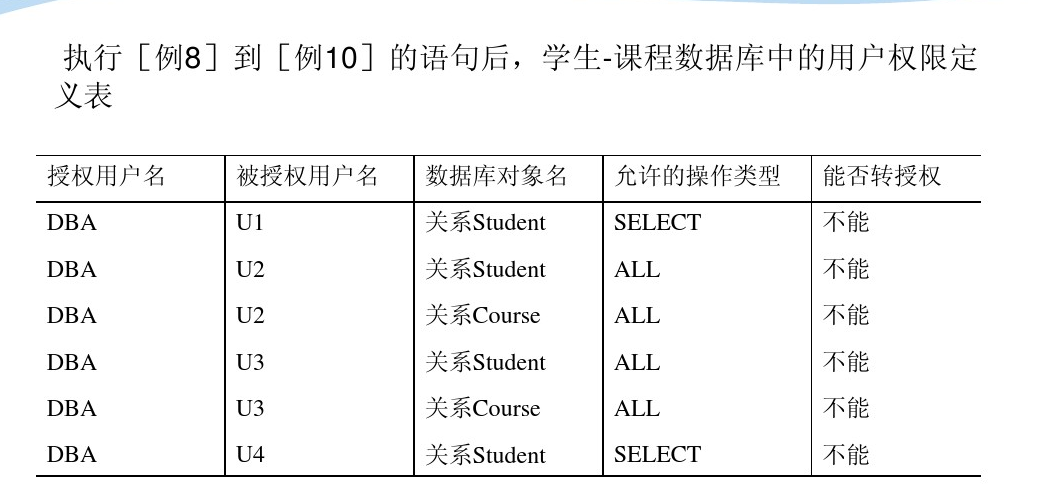 执行［例8］到［例10］的语句后，学生-课程数据库中的用户权限定
义表
授权用户名 被授权用户名 数据库对象名 允许的操作类型 能否转授权
DBA U1 关系Student SELECT 不能
DBA U2 关系Student ALL 不能
DBA U2 关系Course ALL 不能
DBA U3 关系Student ALL 不能
DBA U3 关系Course ALL 不能
DBA U4 关系Student SELECT 不能